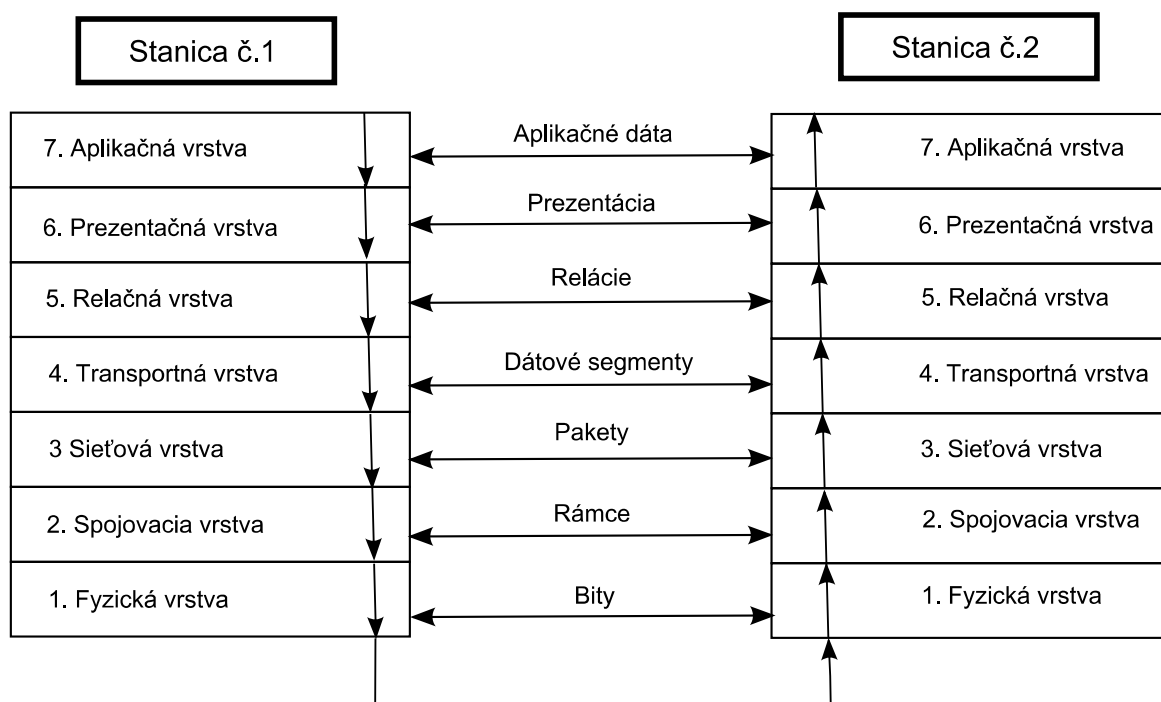 Stanica č.1
Stanica č.2
7. Aplikačná vrstva
Aplikačné dáta
7. Aplikačná vrstva
6. Prezentačná vrstva
Prezentácia
6. Prezentačná vrstva
5. Relačná vrstva
Relácie
5. Relačná vrstva
4. Transportná vrstva
Dátové segmenty
4. Transportná vrstva
3 Sieťová vrstva
Pakety
3. Sieťová vrstva
2. Spojovacia vrstva
Rámce
2. Spojovacia vrstva
1. Fyzická vrstva
Bity
1. Fyzická vrstva